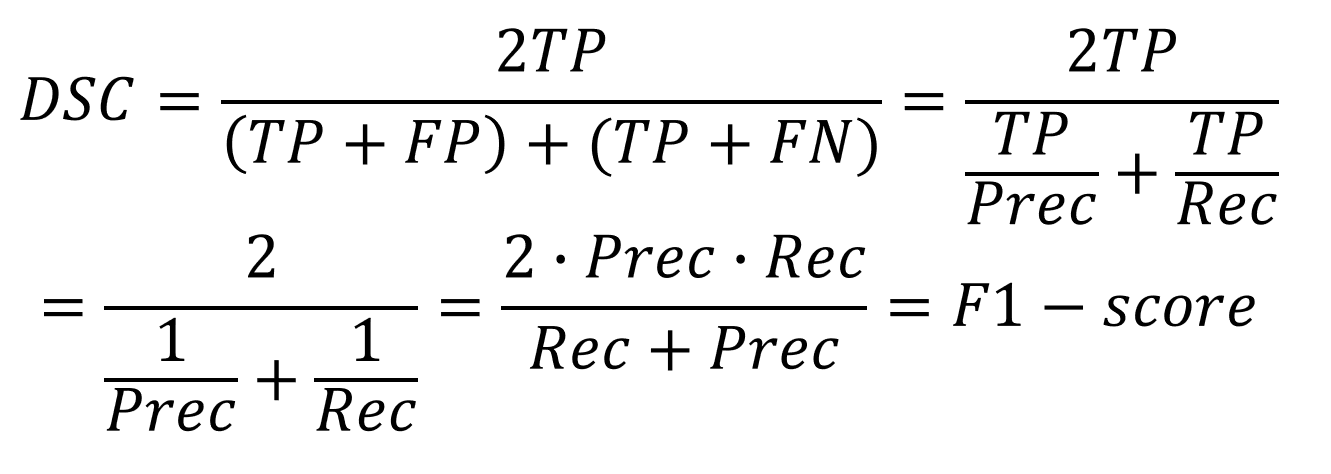 DSC = \frac{2TP}{(TP + FP) + (TP + FN)} = \frac{2TP}{\frac{TP}{Prec} + \frac{TP}{Rec}}
= \frac{2}{\frac{1}{Prec} + \frac{1}{Rec}} = \frac{2 \cdot Prec \cdot Rec}{Rec + Prec} = F1 - score